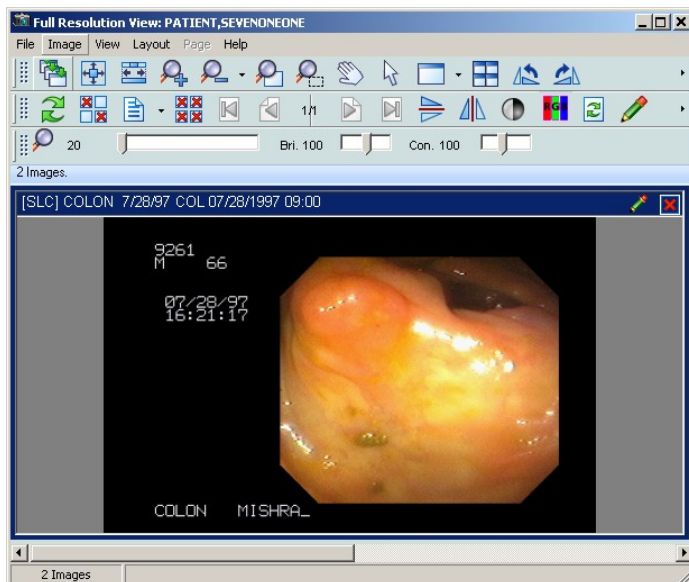 Full Resolution View: PATIENT,SEVENONEONE
File Image View Layout Page Help
1/1
RGB
20 Bri. 100 Con. 100
2 Images.
[SLC] COLON 7/28/97 COL 07/28/1997 09:00
9261
M 66
07/28/97
16:21:17
COLON MISHRA_
2 Images